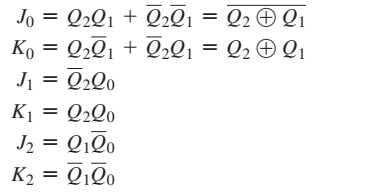 J₀ = Q₂Q₁ + Q̅₂Q̅₁ = \overline{Q₂ ⊕ Q₁}
K₀ = Q₂Q̅₁ + Q̅₂Q₁ = Q₂ ⊕ Q₁
J₁ = Q̅₂Q₀
K₁ = Q₂Q₀
J₂ = Q₁Q̅₀
K₂ = Q̅₁Q̅₀